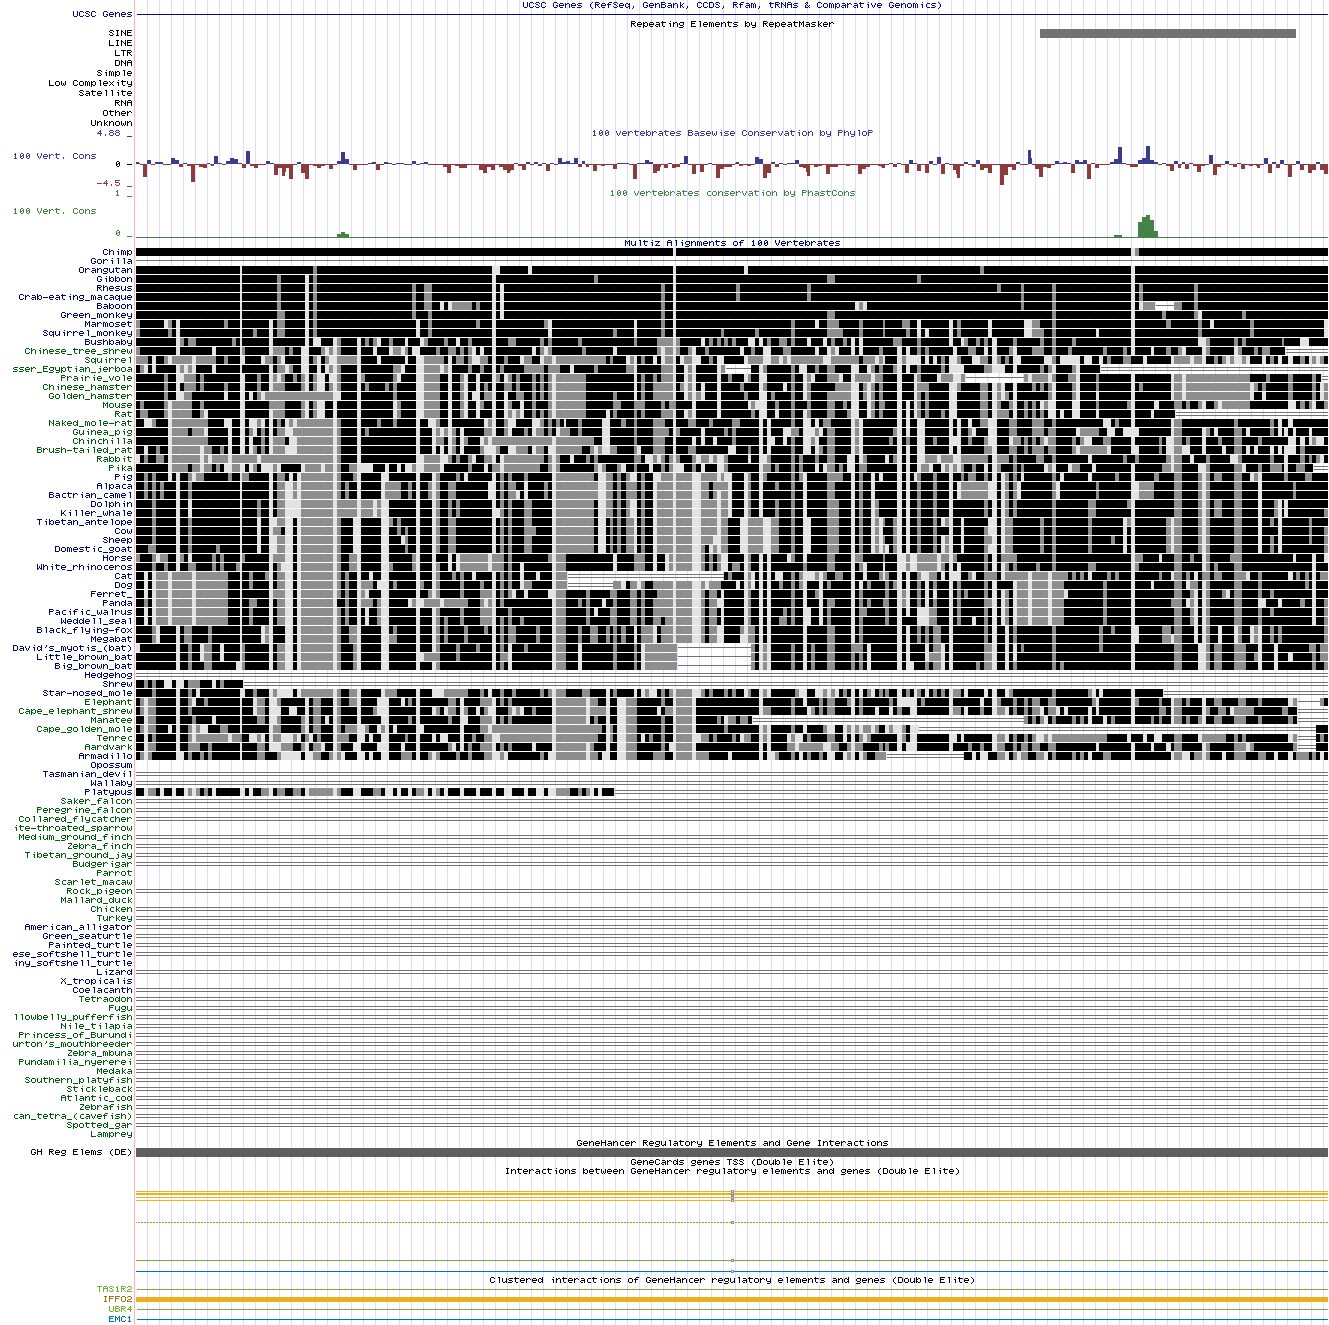 UCSC Genes (RefSeq, GenBank, CCDS, Rfam, tRNAs & Comparative Genomics)
UCSC Genes
Repeating Elements by RepeatMasker
SINE
LINE
LTR
DNA
Simple
Low Complexity
Satellite
RNA
Other
Unknown
4.88 _
100 vertebrates Basewise Conservation by PhyloP
100 Vert. Cons
0 _
-4.5 _
1 _
100 vertebrates conservation by PhastCons
100 Vert. Cons
0 _
Multiz Alignments of 100 Vertebrates
Chimp
Gorilla
Orangutan
Gibbon
Rhesus
Crab-eating_macaque
Baboon
Green_monkey
Marmoset
Squirrel_monkey
Bushbaby
Chinese_tree_shrew
Squirrel
sser_Egyptian_jerboa
Prairie_vole
Chinese_hamster
Golden_hamster
Mouse
Rat
Naked_mole-rat
Guinea_pig
Chinchilla
Brush-tailed_rat
Rabbit
Pika
Pig
Alpaca
Bactrian_camel
Dolphin
Killer_whale
Tibetan_antelope
Cow
Sheep
Domestic_goat
Horse
White_rhinoceros
Cat
Dog
Ferret_
Panda
Pacific_walrus
Weddell_seal
Black_flying-fox
Megabat
David's_myotis_(bat)
Little_brown_bat
Big_brown_bat
Hedgehog
Shrew
Star-nosed_mole
Elephant
Cape_elephant_shrew
Manatee
Cape_golden_mole
Tenrec
Aardvark
Armadillo
Opossum
Tasmanian_devil
Wallaby
Platypus
Saker_falcon
Peregrine_falcon
Collared_flycatcher
ite-throated_sparrow
Medium_ground_finch
Zebra_finch
Tibetan_ground_jay
Budgerigar
Parrot
Scarlet_macaw
Rock_pigeon
Mallard_duck
Chicken
Turkey
American_alligator
Green_seaturtle
Painted_turtle
ese_softshell_turtle
iny_softshell_turtle
Lizard
X_tropicalis
Coelacanth
Tetraodon
Fugu
llowbelly_pufferfish
Nile_tilapia
Princess_of_Burundi
urton's_mouthbreeder
Zebra_mbuna
Pundamilia_nyererei
Medaka
Southern_platyfish
Stickleback
Atlantic_cod
Zebrafish
can_tetra_(cavefish)
Spotted_gar
Lamprey
GeneHancer Regulatory Elements and Gene Interactions
GH Reg Elems (DE)
GeneCards genes TSS (Double Elite)
Interactions between GeneHancer regulatory elements and genes (Double Elite)
Clustered interactions of GeneHancer regulatory elements and genes (Double Elite)
TAS1R2
IFFO2
UBR4
EMC1